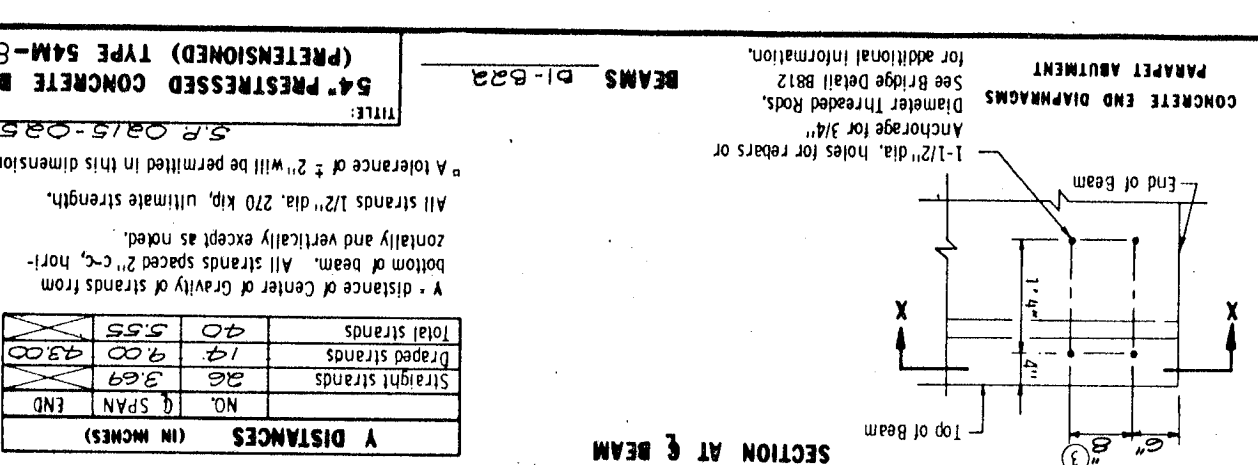 SECTION AT ℄ BEAM
6"
8"
3
Top of Beam
4"
1' 4"
X
X
End of Beam
1-1/2" dia. holes for rebars or
Anchorage for 3/4"
Diameter Threaded Rods.
See Bridge Detail B812
for additional information.
CONCRETE END DIAPHRAGMS
PARAPET ABUTMENT
Y DISTANCES (IN INCHES)
NO. ℄ SPAN END
Straight strands 26 3.69
Draped strands 14 9.00 43.00
Total strands 40 5.55
Y = distance of Center of Gravity of strands from
bottom of beam. All strands spaced 2" c-c, hori-
zontally and vertically except as noted.
All strands 1/2" dia. 270 kip, ultimate strength.
¤ A tolerance of ± 2" will be permitted in this dimension
S.P. 0215-025
TITLE:
54" PRESTRESSED CONCRETE
(PRETENSIONED) TYPE 54M-8
BEAMS B1-B22